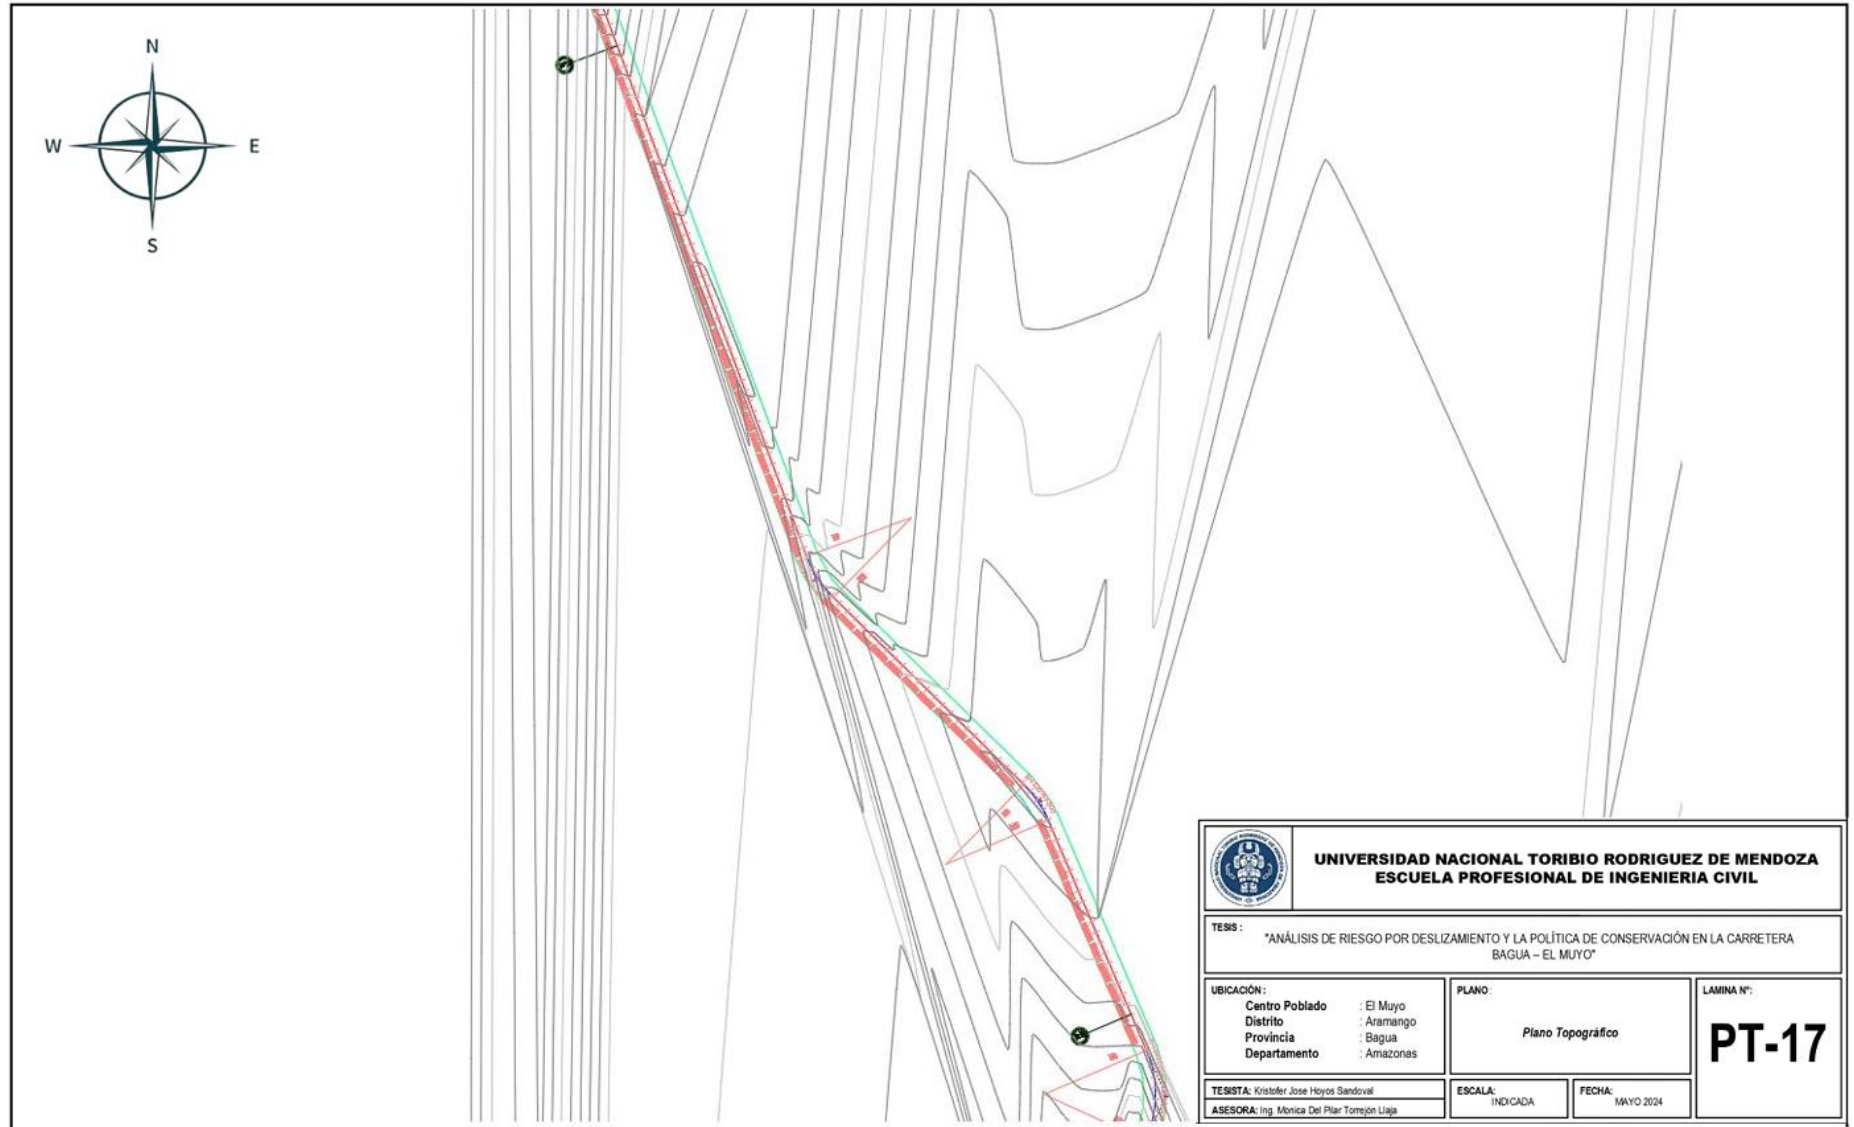 N
W
E
S
UNIVERSIDAD NACIONAL TORIBIO RODRIGUEZ DE MENDOZA
ESCUELA PROFESIONAL DE INGENIERIA CIVIL
TESIS :
"ANÁLISIS DE RIESGO POR DESLIZAMIENTO Y LA POLÍTICA DE CONSERVACIÓN EN LA CARRETERA
BAGUA – EL MUYO"
UBICACIÓN :
Centro Poblado : El Muyo
Distrito : Aramango
Provincia : Bagua
Departamento : Amazonas
PLANO:
Plano Topográfico
LAMINA Nº:
PT-17
TESISTA: Kristofer Jose Hoyos Sandoval
ASESORA: Ing. Monica Del Pilar Torrejón Llaja
ESCALA:
INDICADA
FECHA:
MAYO 2024